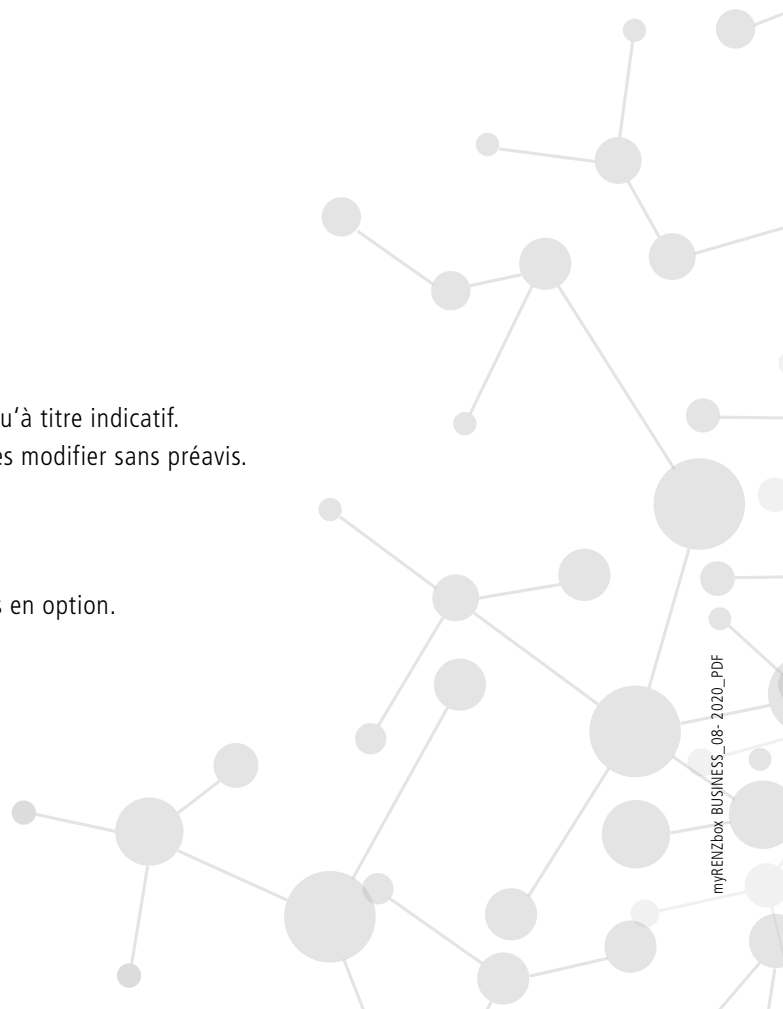 u‘à titre indicatif.
es modifier sans préavis.
s en option.
myRENZbox BUSINESS_08- 2020_PDF